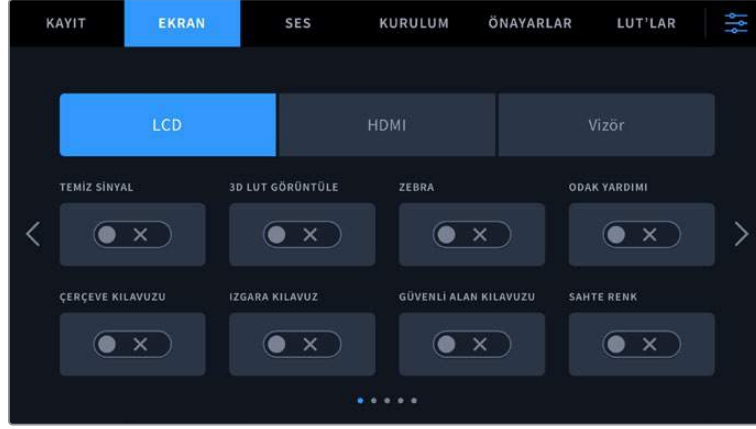 KAYIT EKRAN SES KURULUM ÖNAYARLAR LUT'LAR
LCD HDMI Vizör
TEMİZ SİNYAL 3D LUT GÖRÜNTÜLE ZEBRA ODAK YARDIMI
ÇERÇEVE KILAVUZU IZGARA KILAVUZ GÜVENLİ ALAN KILAVUZU SAHTE RENK